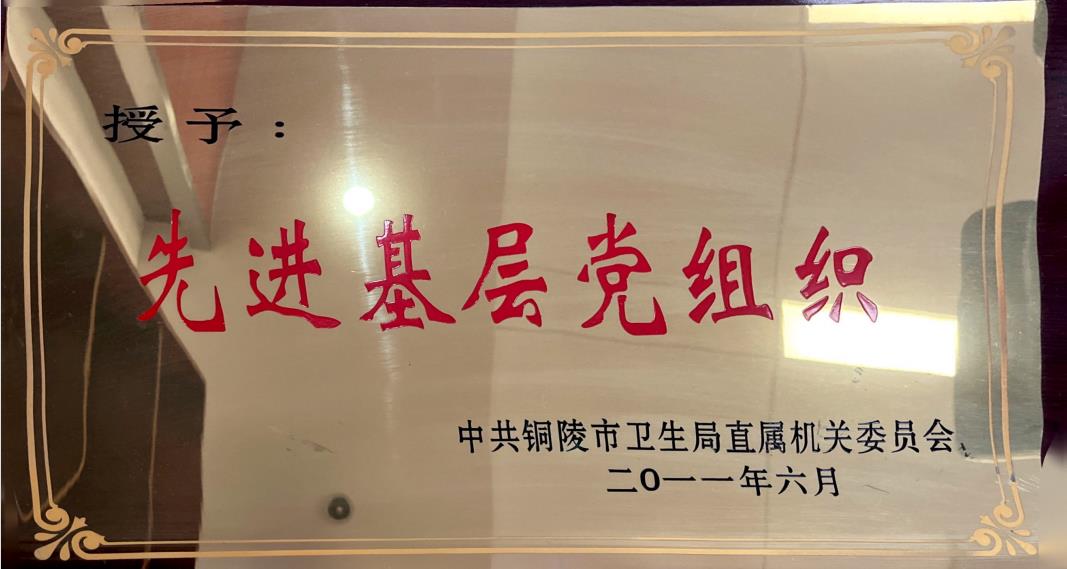 授予：
先进基层党组织
中共铜陵市卫生局直属机关委员会
二O一一年六月